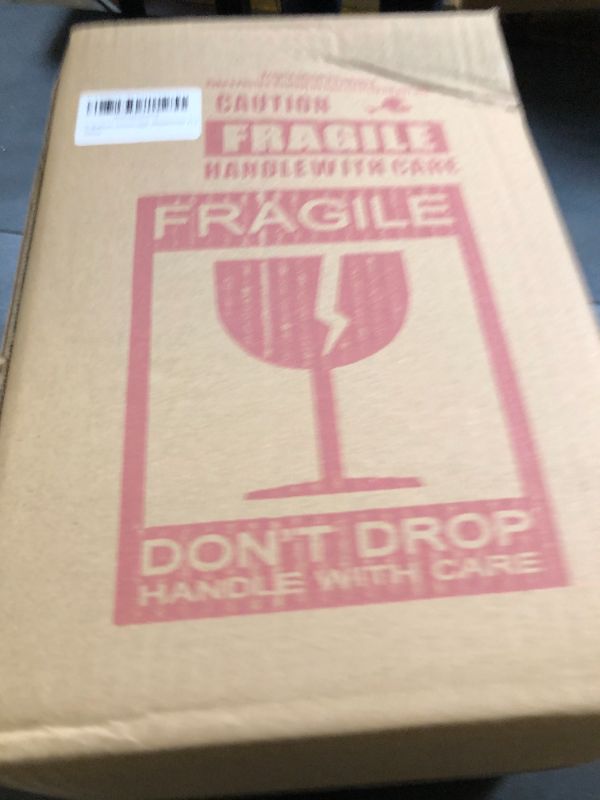 CAUTION
FRAGILE
HANDLE WITH CARE
FRAGILE
DON'T DROP
HANDLE WITH CARE